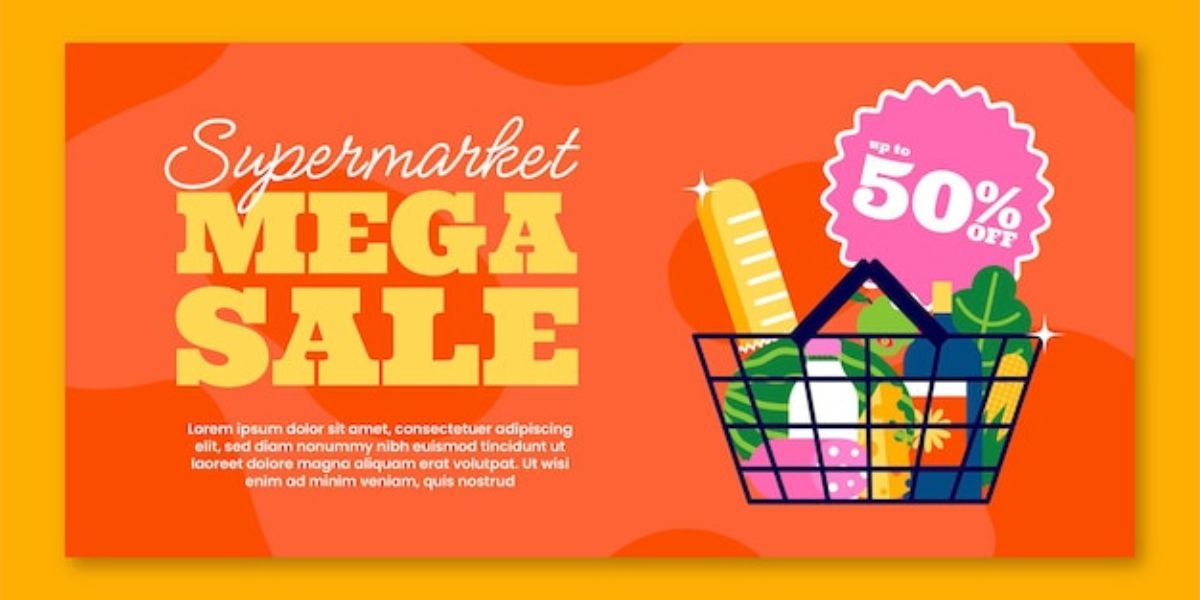 Supermarket
MEGA
SALE
Lorem ipsum dolor sit amet, consectetuer adipiscing
elit, sed diam nonummy nibh euismod tincidunt ut
laoreet dolore magna aliquam erat volutpat. Ut wisi
enim ad minim veniam, quis nostrud
up to
50%
OFF